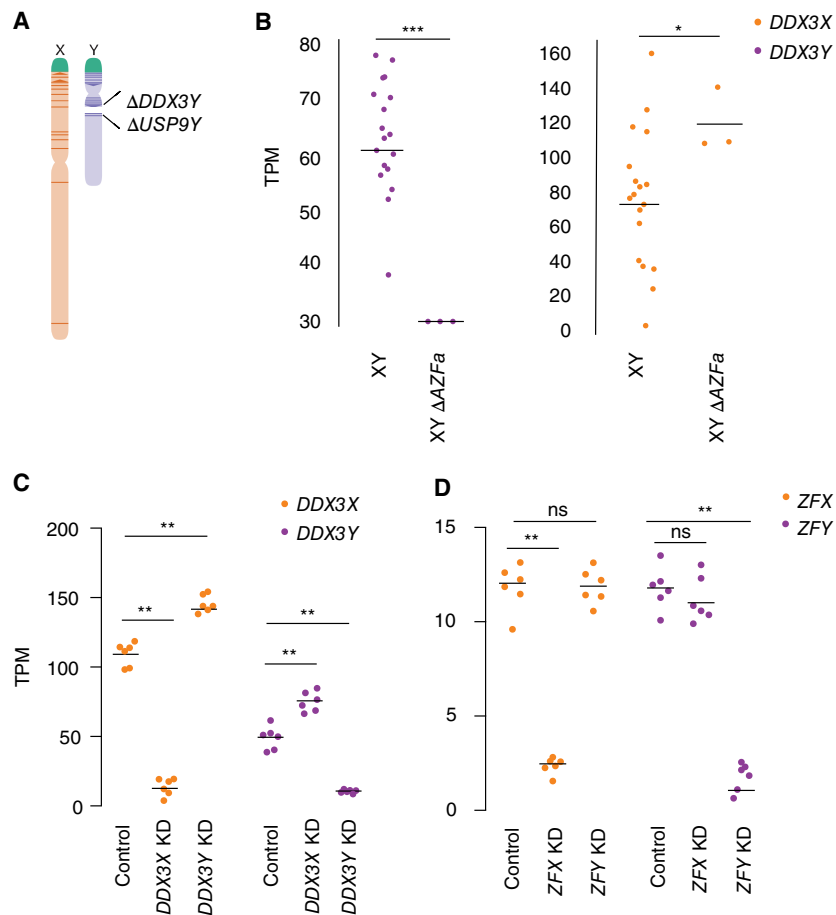 A
X Y
ΔDDX3Y
ΔUSP9Y
B
***
*
DDX3X
DDX3Y
TPM
80
70
60
50
40
30
XY
XY ΔAZFa
160
140
120
100
80
60
40
20
0
XY
XY ΔAZFa
C
DDX3X
DDX3Y
TPM
200
150
100
50
0
**
**
**
**
Control
DDX3X KD
DDX3Y KD
Control
DDX3X KD
DDX3Y KD
D
ZFX
ZFY
15
10
5
0
ns
**
**
ns
Control
ZFX KD
ZFY KD
Control
ZFX KD
ZFY KD